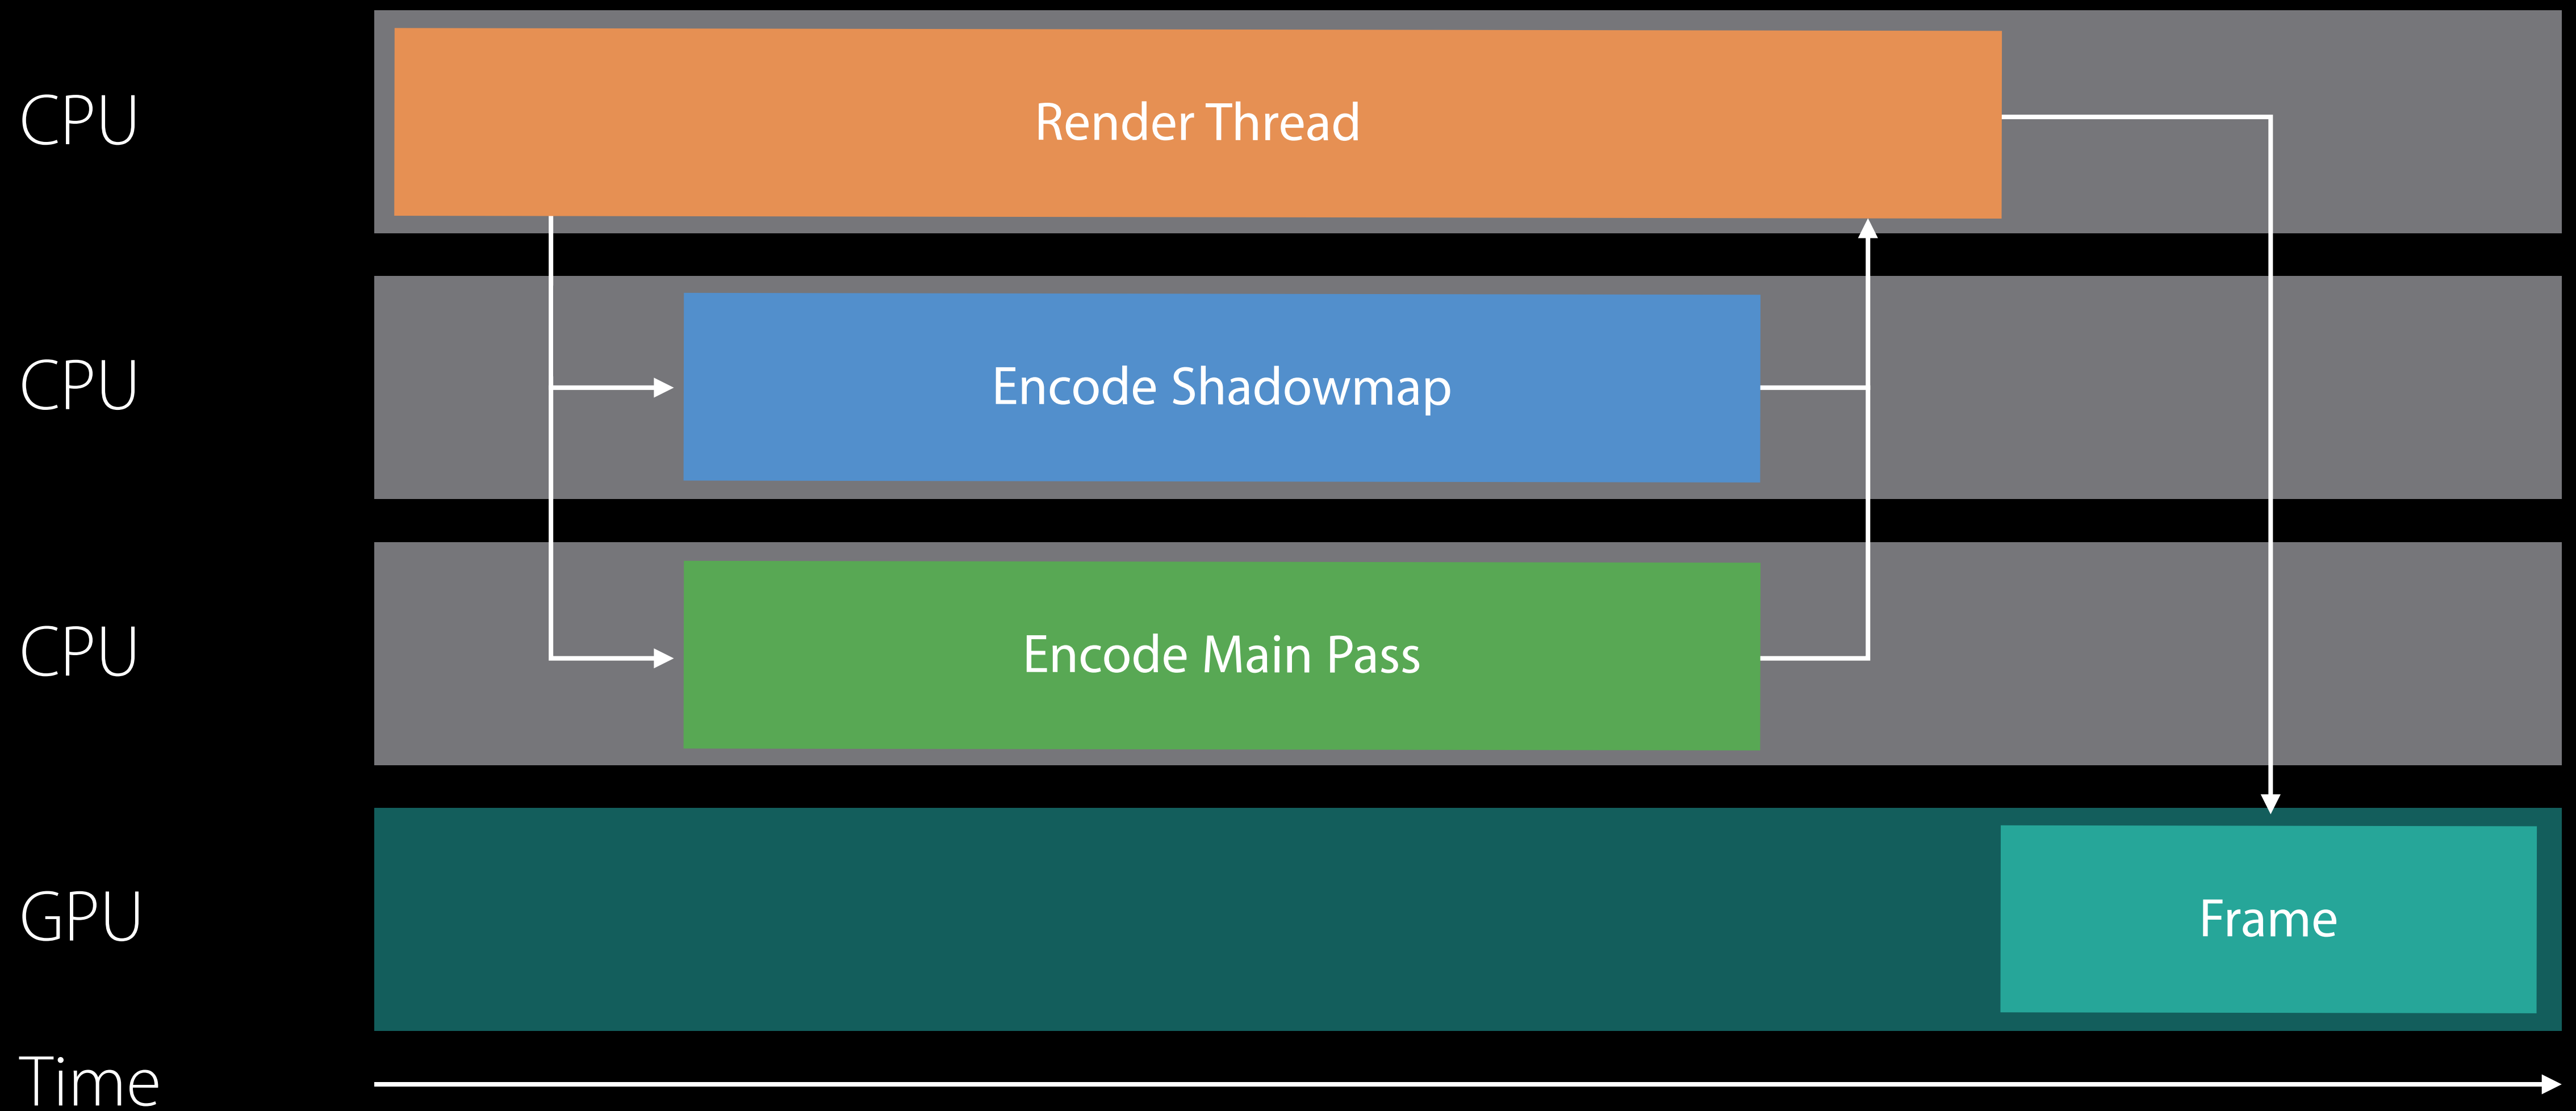 CPU
Render Thread
CPU
Encode Shadowmap
CPU
Encode Main Pass
GPU
Frame
Time